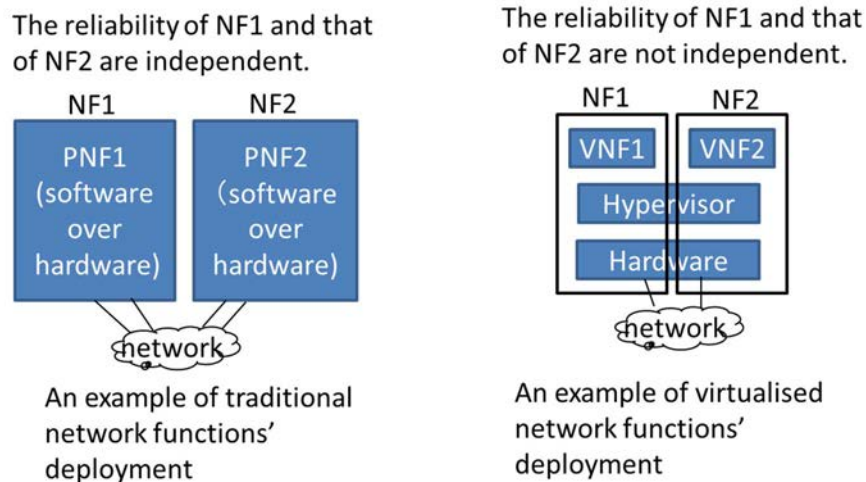 The reliability of NF1 and that
of NF2 are independent.
NF1
NF2
PNF1
(software
over
hardware)
PNF2
（software
over
hardware)
network
An example of traditional
network functions’
deployment
The reliability of NF1 and that
of NF2 are not independent.
NF1
NF2
VNF1
VNF2
Hypervisor
Hardware
network
An example of virtualised
network functions’
deployment